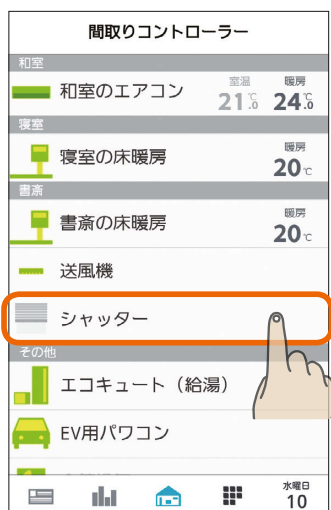 間取りコントローラー
和室
和室のエアコン
室温 暖房
21.0℃ 24.0℃
寝室
寝室の床暖房
暖房
20℃
書斎
書斎の床暖房
暖房
20℃
送風機
シャッター
その他
エコキュート（給湯）
EV用パワコン
水曜日
10